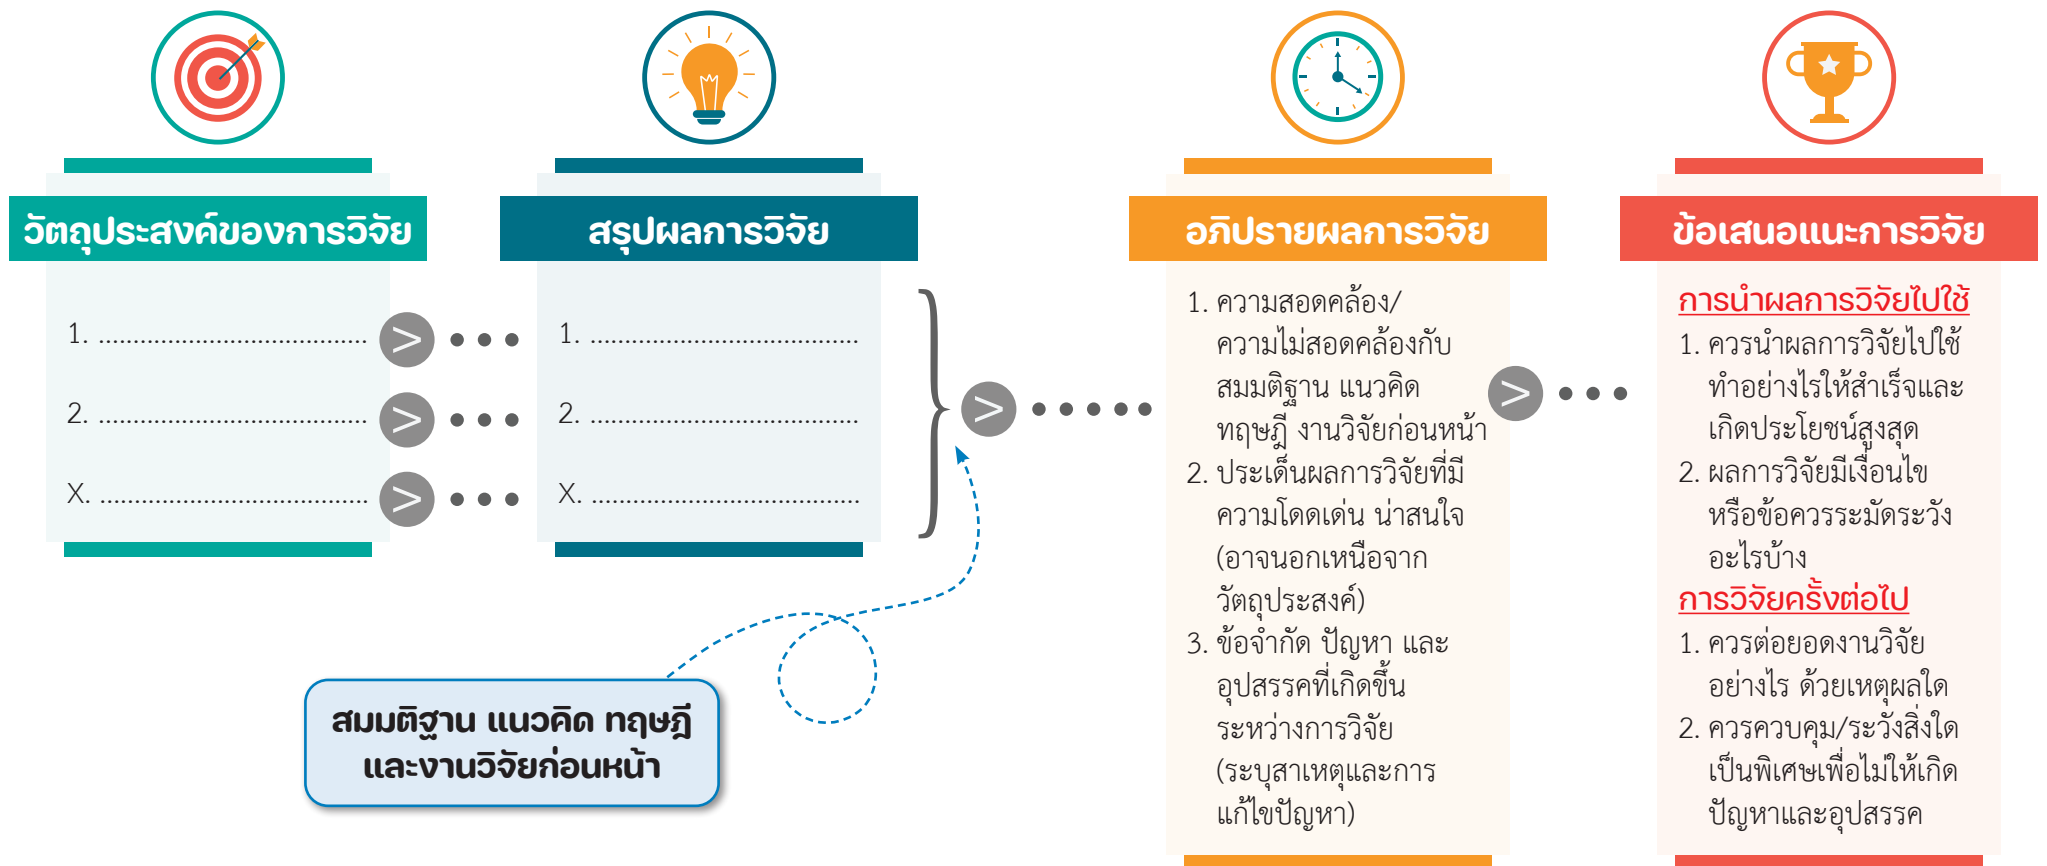 วัตถุประสงค์ของการวิจัย
1. .......................................
2. .......................................
X. .......................................
สรุปผลการวิจัย
1. .......................................
2. .......................................
X. .......................................
สมมติฐาน แนวคิด ทฤษฎี
และงานวิจัยก่อนหน้า
อภิปรายผลการวิจัย
1. ความสอดคล้อง/
ความไม่สอดคล้องกับ
สมมติฐาน แนวคิด
ทฤษฎี งานวิจัยก่อนหน้า
2. ประเด็นผลการวิจัยที่มี
ความโดดเด่น น่าสนใจ
(อาจนอกเหนือจาก
วัตถุประสงค์)
3. ข้อจำกัด ปัญหา และ
อุปสรรคที่เกิดขึ้น
ระหว่างการวิจัย
(ระบุสาเหตุและการ
แก้ไขปัญหา)
ข้อเสนอแนะการวิจัย
การนำผลการวิจัยไปใช้
1. ควรนำผลการวิจัยไปใช้
ทำอย่างไรให้สำเร็จและ
เกิดประโยชน์สูงสุด
2. ผลการวิจัยมีเงื่อนไข
หรือข้อควรระมัดระวัง
อะไรบ้าง
การวิจัยครั้งต่อไป
1. ควรต่อยอดงานวิจัย
อย่างไร ด้วยเหตุผลใด
2. ควรควบคุม/ระวังสิ่งใด
เป็นพิเศษเพื่อไม่ให้เกิด
ปัญหาและอุปสรรค